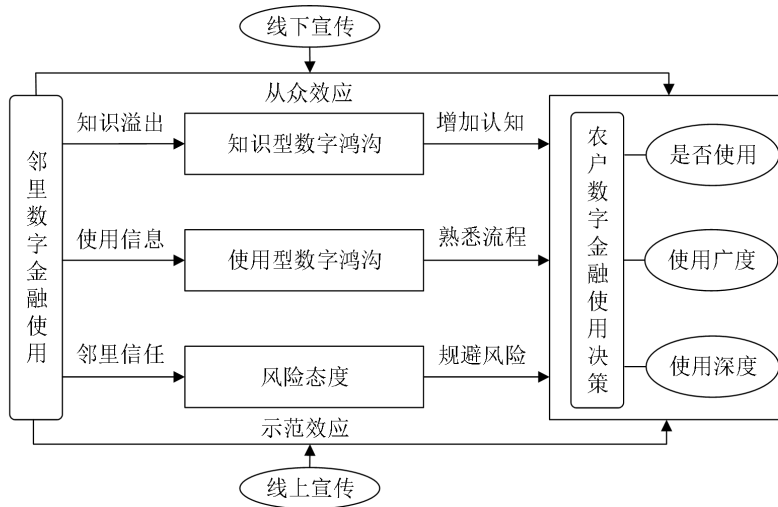 线下宣传
从众效应
邻里数字金融使用
知识溢出
知识型数字鸿沟
增加认知
使用信息
使用型数字鸿沟
熟悉流程
邻里信任
风险态度
规避风险
农户数字金融使用决策
是否使用
使用广度
使用深度
示范效应
线上宣传